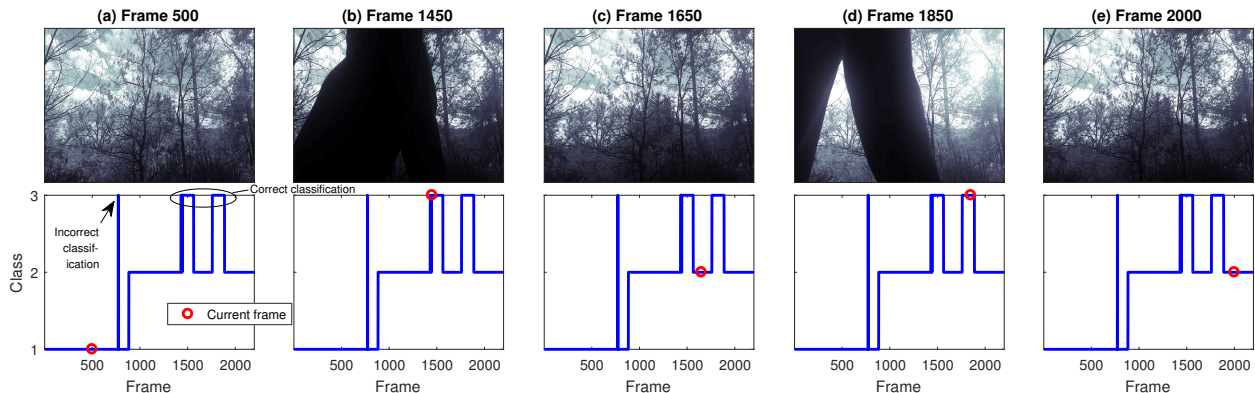 (a) Frame 500
(b) Frame 1450
(c) Frame 1650
(d) Frame 1850
(e) Frame 2000
3
2
1
Class
Correct classification
Incorrect
classif-
ication
Current frame
500 1000 1500 2000
Frame
500 1000 1500 2000
Frame
500 1000 1500 2000
Frame
500 1000 1500 2000
Frame
500 1000 1500 2000
Frame